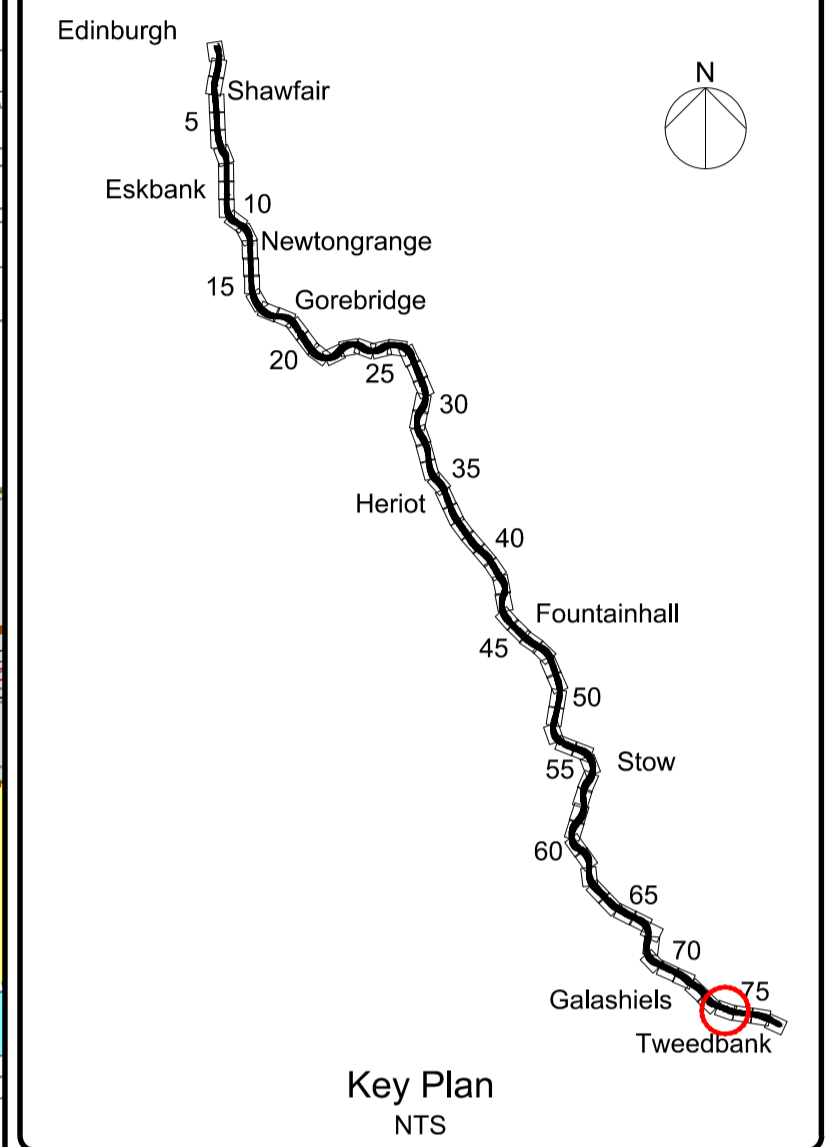 Edinburgh
N
Shawfair
5
Eskbank
10
Newtongrange
15
Gorebridge
20
25
30
35
Heriot
40
Fountainhall
45
50
Stow
55
60
65
70
75
Galashiels
Tweedbank
Key Plan
NTS